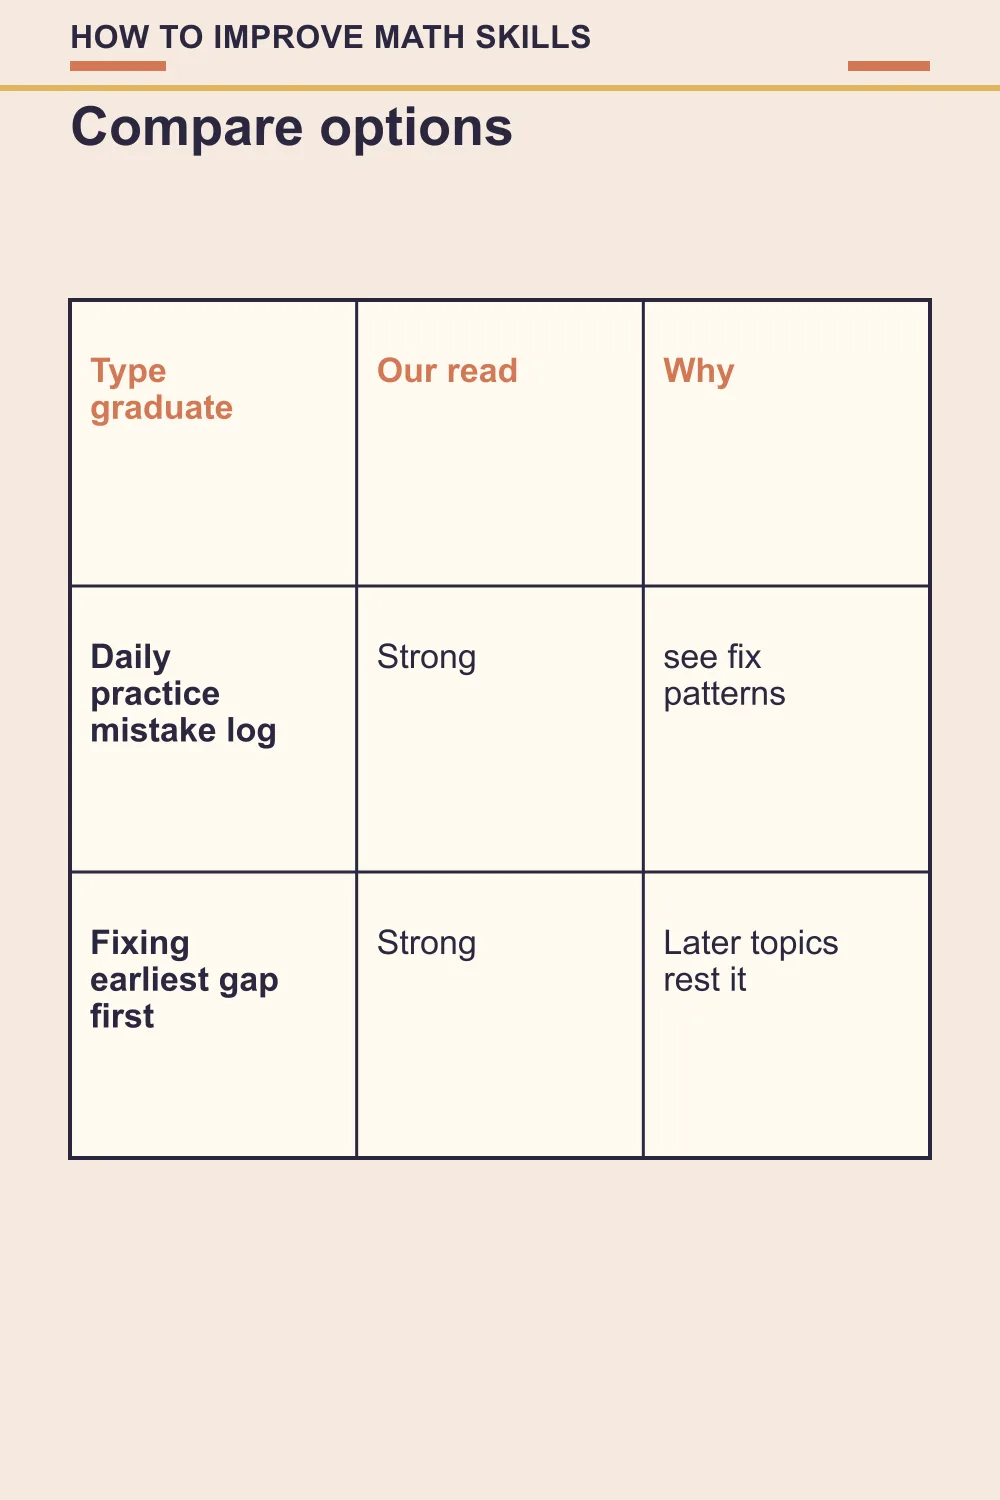 HOW TO IMPROVE MATH SKILLS
Compare options
Type
graduate
Our read
Why
Daily
practice
mistake log
Strong
see fix
patterns
Fixing
earliest gap
first
Strong
Later topics
rest it